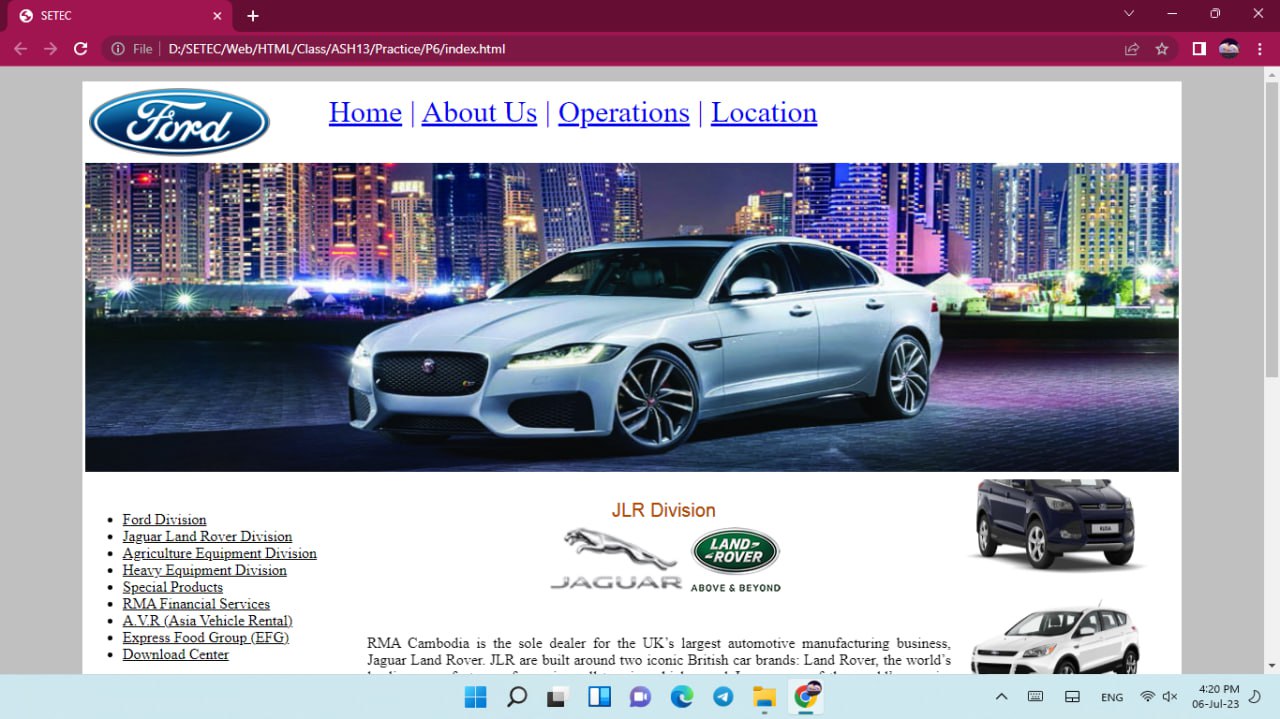 SETEC
File
D:/SETEC/Web/HTML/Class/ASH13/Practice/P6/index.html
Ford
Home | About Us | Operations | Location
Ford Division
Jaguar Land Rover Division
Agriculture Equipment Division
Heavy Equipment Division
Special Products
RMA Financial Services
A.V.R (Asia Vehicle Rental)
Express Food Group (EFG)
Download Center
JLR Division
JAGUAR
LAND-
-ROVER
ABOVE & BEYOND
RMA Cambodia is the sole dealer for the UK’s largest automotive manufacturing business,
Jaguar Land Rover. JLR are built around two iconic British car brands: Land Rover, the world’s
ENG
4:20 PM
06-Jul-23